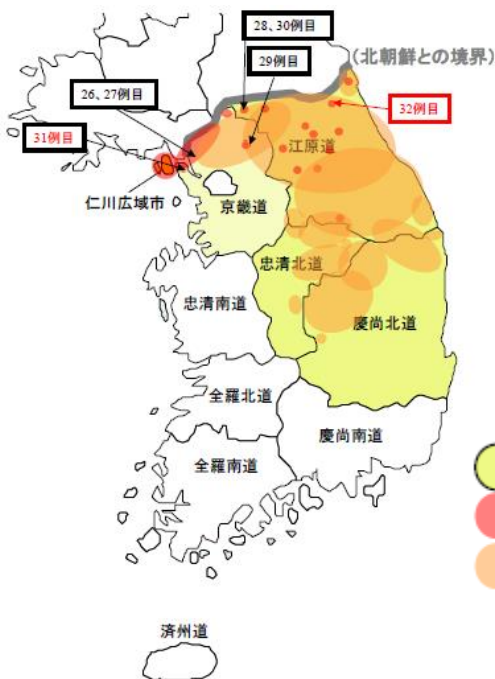 28、30例目
(北朝鮮との境界)
29例目
26、27例目
32例目
31例目
江原道
仁川広域市
京畿道
忠清北道
忠清南道
慶尚北道
全羅北道
慶尚南道
全羅南道
済州道